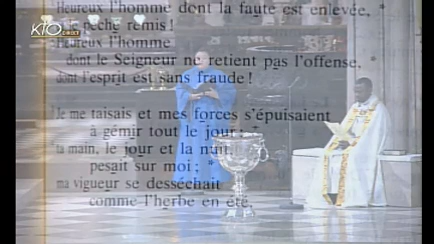 KTO DIRECT
Heureux l'homme dont la faute est enlevée, *
le péché remis !
Heureux l'homme
dont le Seigneur ne retient pas l'offense,
dont l'esprit est sans fraude !
Je me taisais et mes forces s'épuisaient
à gémir tout le jour : *
ta main, le jour et la nuit,
pesait sur moi ; *
ma vigueur se desséchait
comme l'herbe en été.